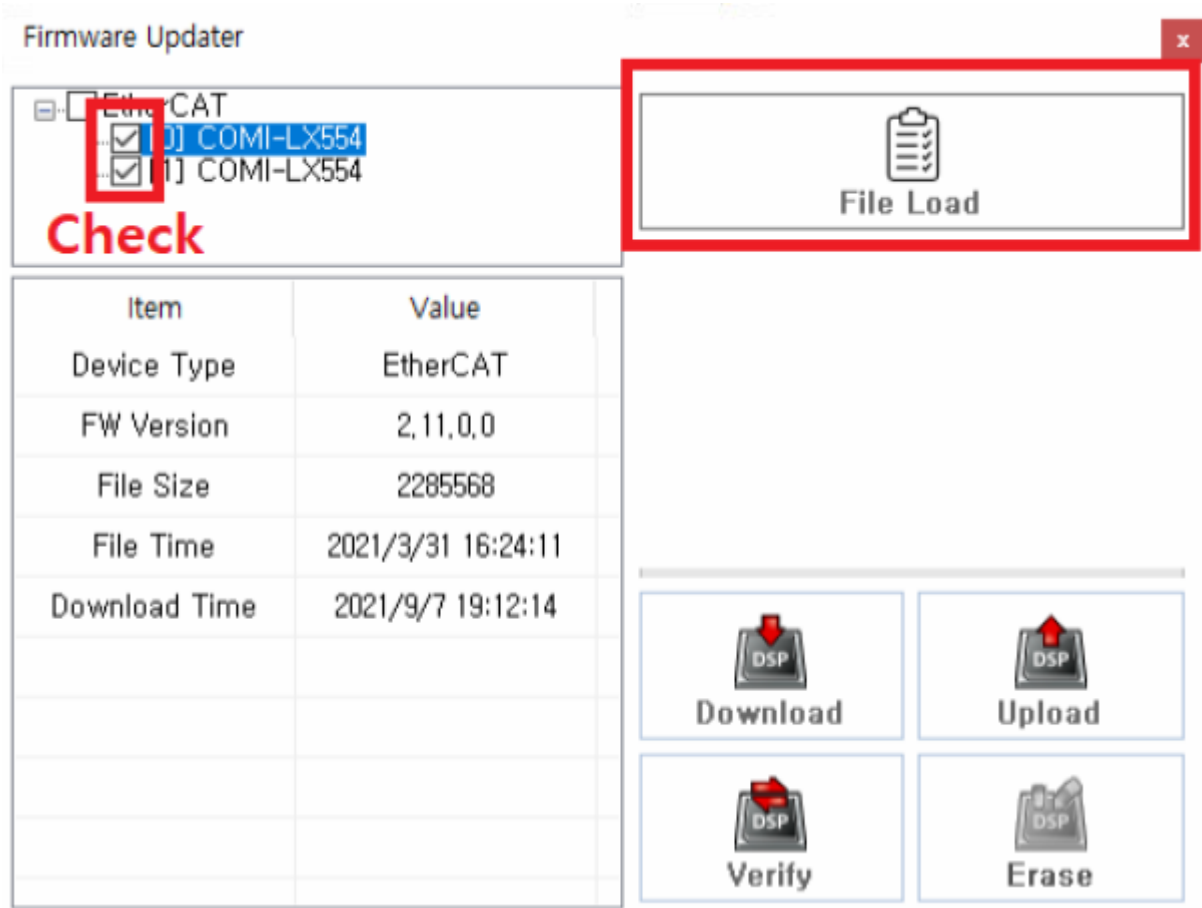 Firmware Updater
x
EtherCAT
[0] COMI-LX554
[1] COMI-LX554
Check
File Load
Item Value
Device Type EtherCAT
FW Version 2,11,0,0
File Size 2285568
File Time 2021/3/31 16:24:11
Download Time 2021/9/7 19:12:14
DSP DSP
Download Upload
DSP DSP
Verify Erase